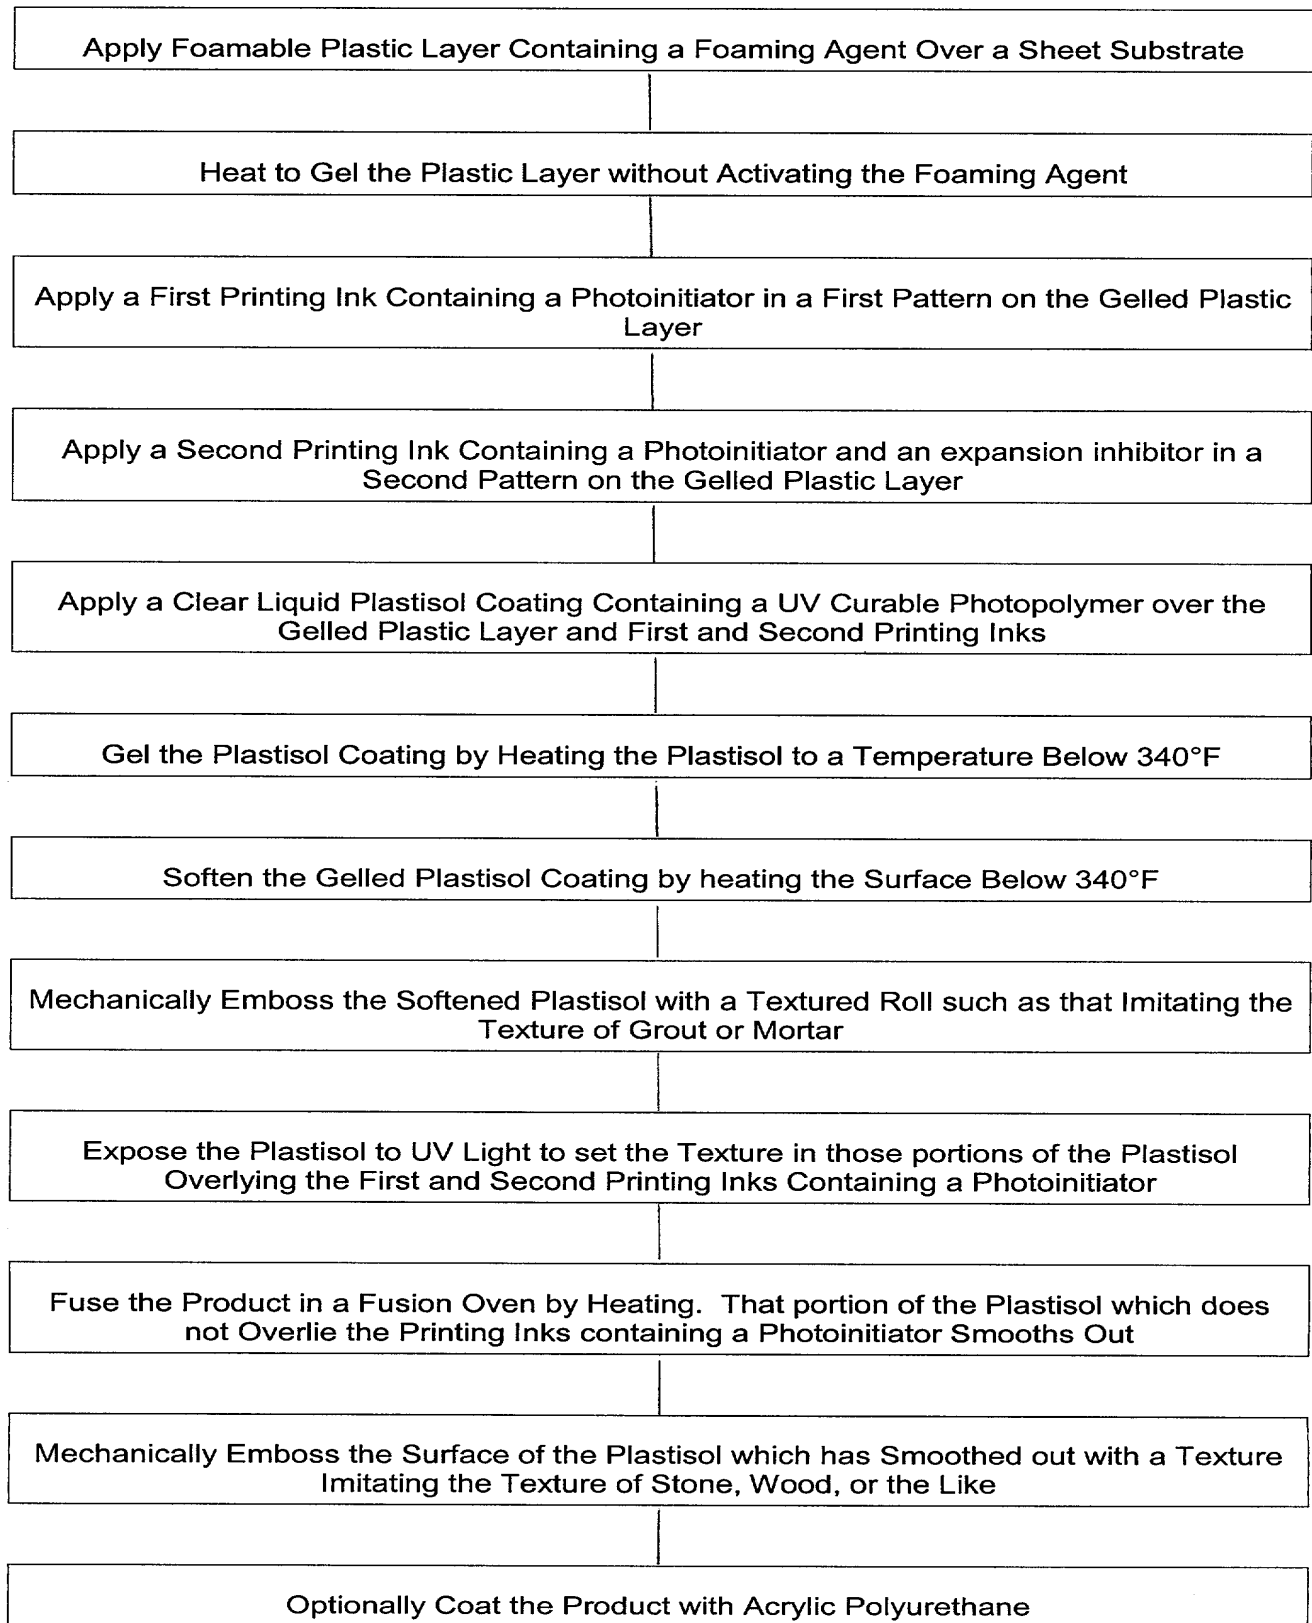 Apply Foamable Plastic Layer Containing a Foaming Agent Over a Sheet Substrate
Heat to Gel the Plastic Layer without Activating the Foaming Agent
Apply a First Printing Ink Containing a Photoinitiator in a First Pattern on the Gelled Plastic
Layer
Apply a Second Printing Ink Containing a Photoinitiator and an expansion inhibitor in a
Second Pattern on the Gelled Plastic Layer
Apply a Clear Liquid Plastisol Coating Containing a UV Curable Photopolymer over the
Gelled Plastic Layer and First and Second Printing Inks
Gel the Plastisol Coating by Heating the Plastisol to a Temperature Below 340°F
Soften the Gelled Plastisol Coating by heating the Surface Below 340°F
Mechanically Emboss the Softened Plastisol with a Textured Roll such as that Imitating the
Texture of Grout or Mortar
Expose the Plastisol to UV Light to set the Texture in those portions of the Plastisol
Overlying the First and Second Printing Inks Containing a Photoinitiator
Fuse the Product in a Fusion Oven by Heating. That portion of the Plastisol which does
not Overlie the Printing Inks containing a Photoinitiator Smooths Out
Mechanically Emboss the Surface of the Plastisol which has Smoothed out with a Texture
Imitating the Texture of Stone, Wood, or the Like
Optionally Coat the Product with Acrylic Polyurethane